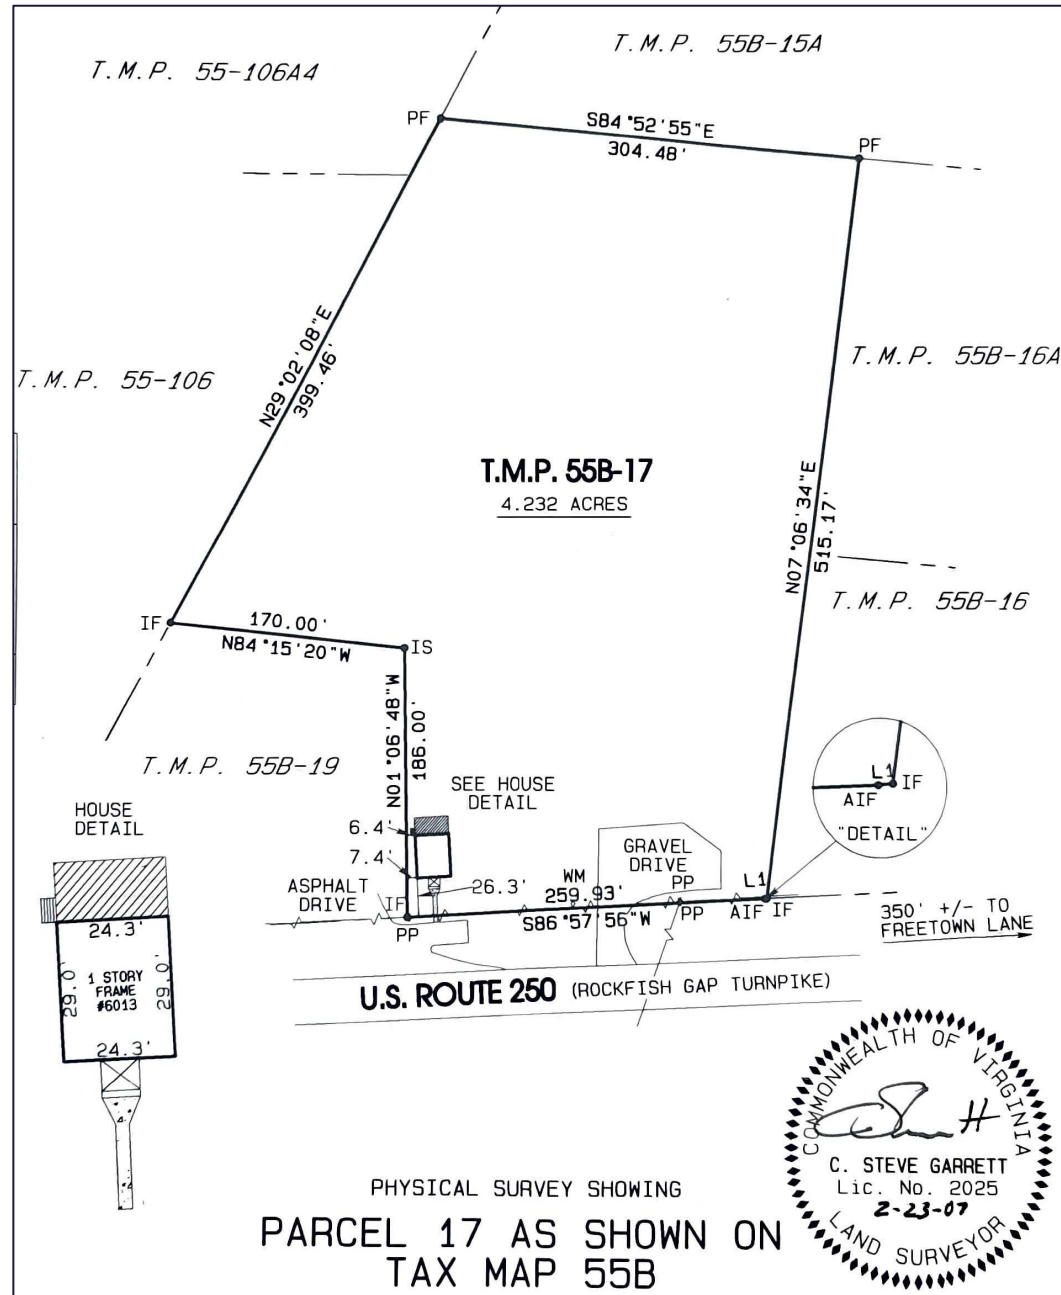 T.M.P. 55-106A4
T.M.P. 55B-15A
PF
S84°52'55"E
304.48'
PF
N29°02'08"E
399.46'
T.M.P. 55-106
T.M.P. 55B-16A
T.M.P. 55B-17
4.232 ACRES
N07°06'34"E
515.17'
T.M.P. 55B-16
IF
170.00'
N84°15'20"W
IS
N01°06'48"W
186.00'
T.M.P. 55B-19
L1
IF
AIF
"DETAIL"
SEE HOUSE
DETAIL
HOUSE
DETAIL
6.4'
7.4'
26.3'
GRAVEL
DRIVE
PP
WM
259.93'
S86°57'56"W
L1
AIF
IF
ASPHALT
DRIVE
IF
PP
350' +/- TO
FREETOWN LANE
24.3'
29.0'
1 STORY
FRAME
#6013
29.0'
24.3'
U.S. ROUTE 250 (ROCKFISH GAP TURNPIKE)
COMMONWEALTH OF VIRGINIA
C. STEVE GARRETT
Lic. No. 2025
2-23-07
LAND SURVEYOR
PHYSICAL SURVEY SHOWING
PARCEL 17 AS SHOWN ON
TAX MAP 55B